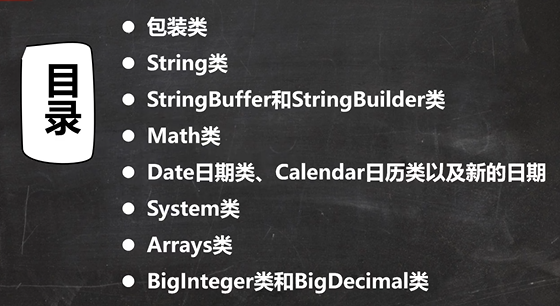 目录
包装类
String类
StringBuffer和StringBuilder类
Math类
Date日期类、Calendar日历类以及新的日期
System类
Arrays类
BigInteger类和BigDecimal类